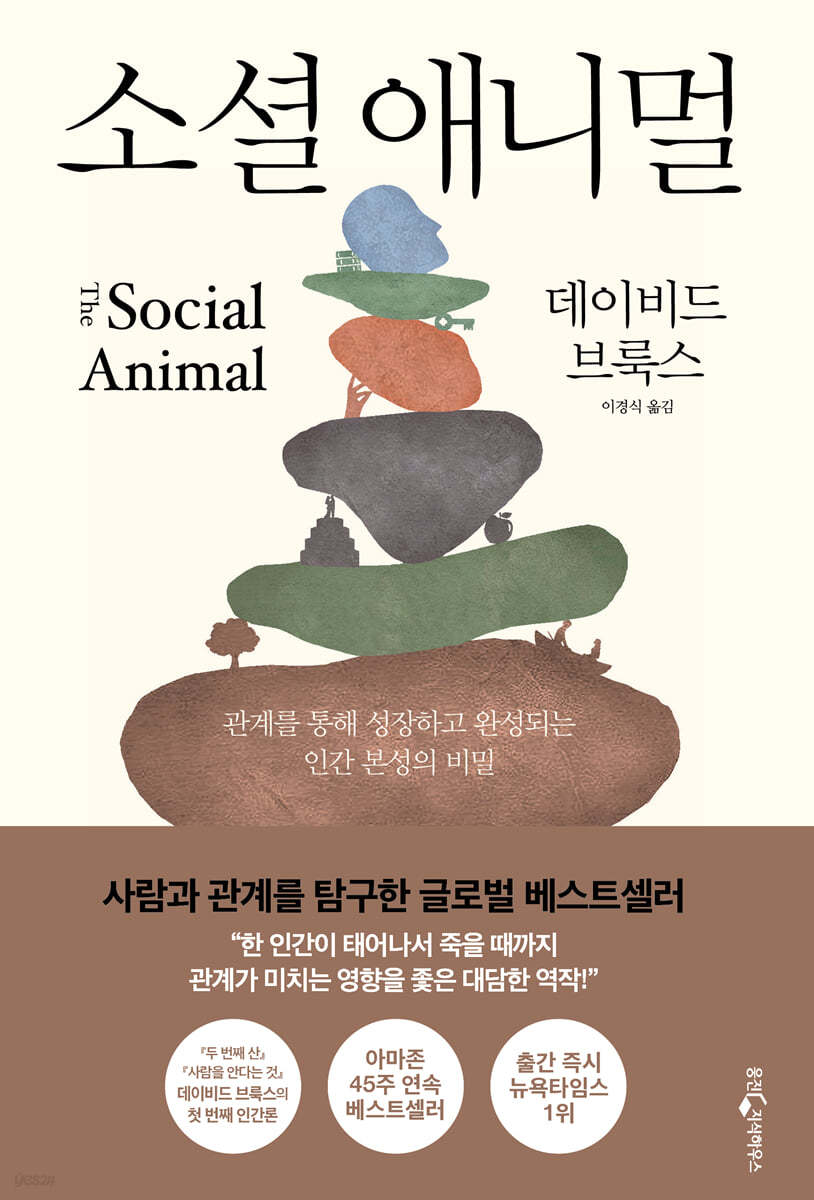 소셜 애니멀
The Social
Animal
데이비드
브룩스
이경식 옮김
관계를 통해 성장하고 완성되는
인간 본성의 비밀
사람과 관계를 탐구한 글로벌 베스트셀러
“한 인간이 태어나서 죽을 때까지
관계가 미치는 영향을 좇은 대담한 역작!”
『두 번째 산』
『사람을 안다는 것』
데이비드 브룩스의
첫 번째 인간론
아마존
45주 연속
베스트셀러
출간 즉시
뉴욕타임스
1위
웅진 지식하우스
yes24